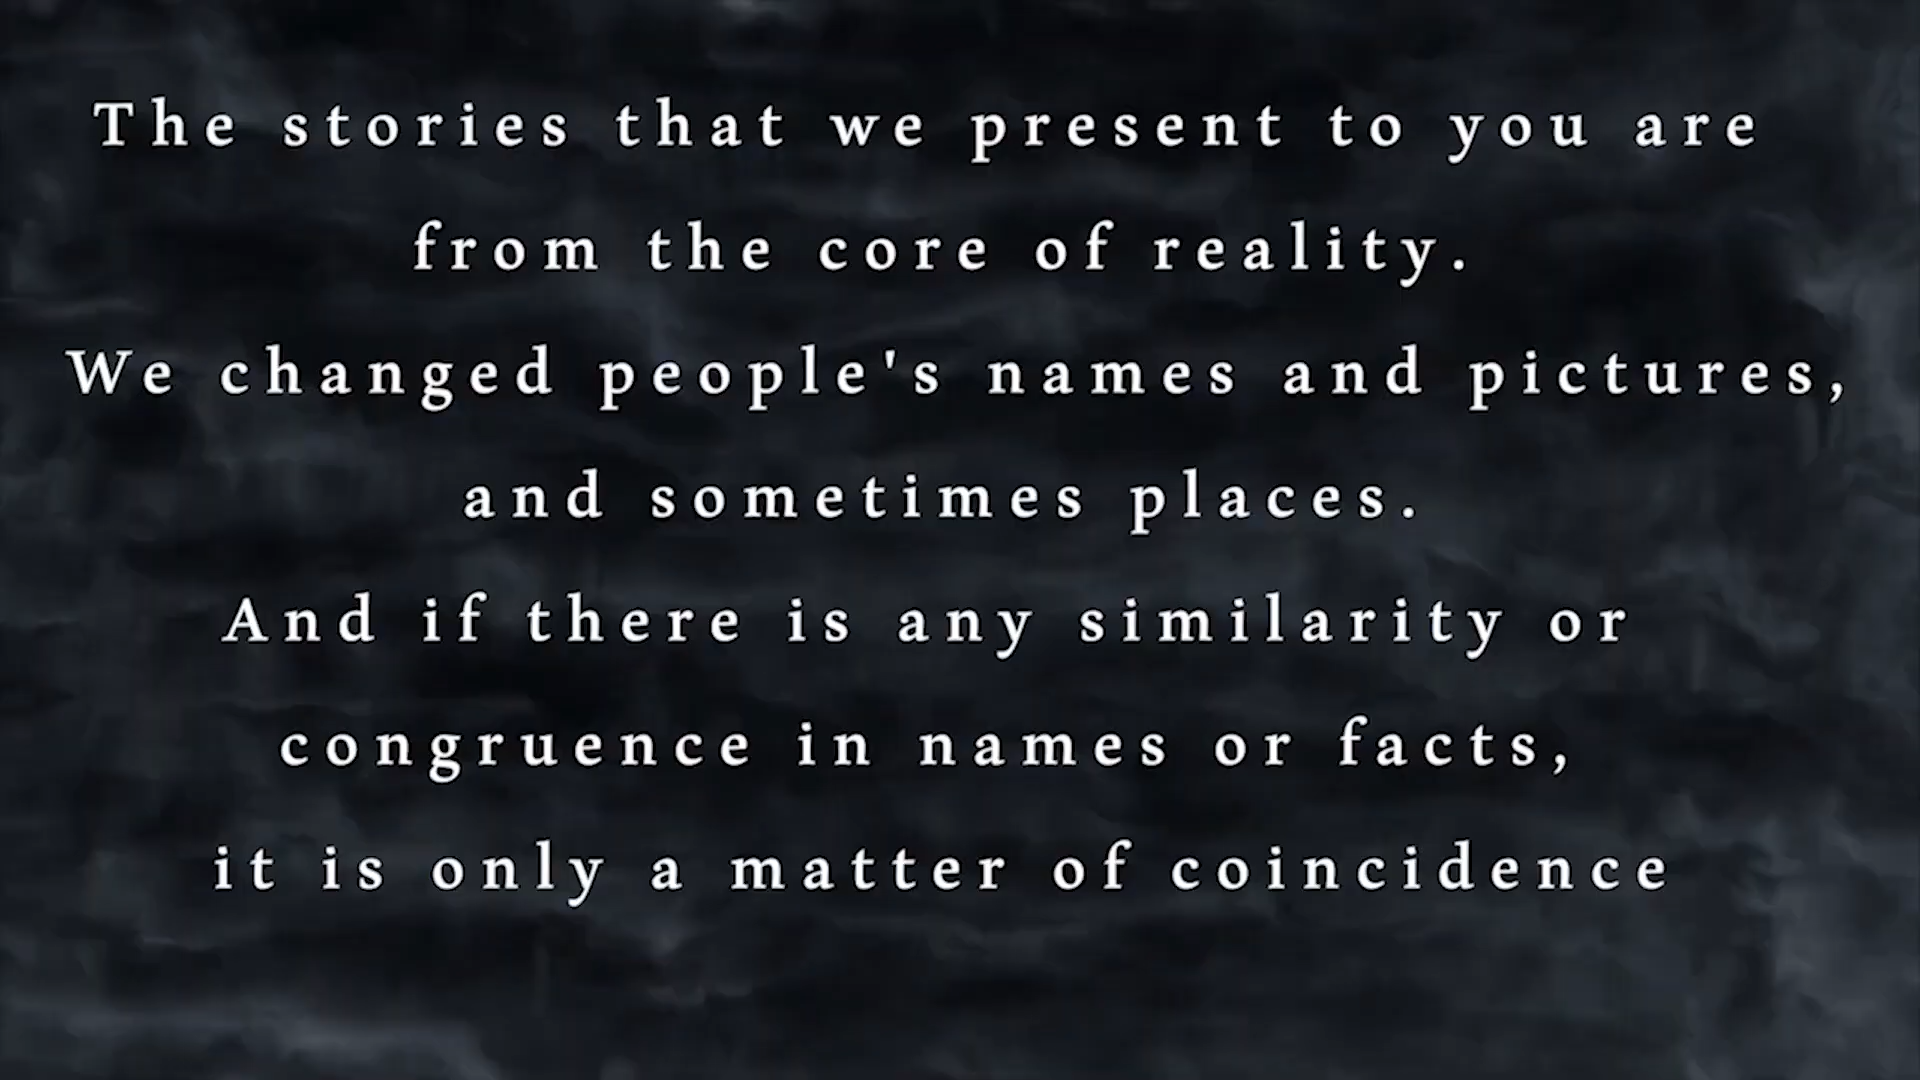 The stories that we present to you are
from the core of reality.
We changed people's names and pictures,
and sometimes places.
And if there is any similarity or
congruence in names or facts,
it is only a matter of coincidence